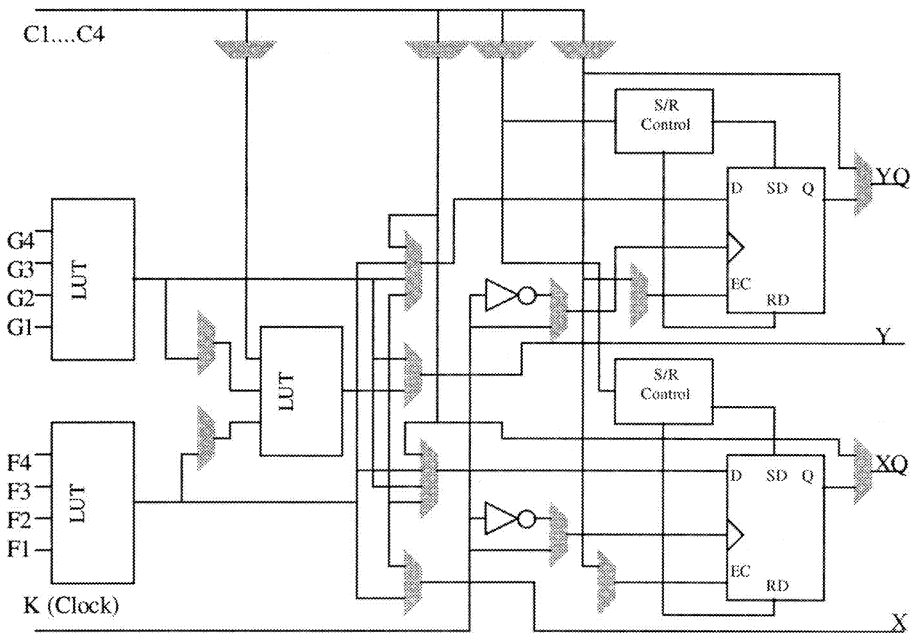 C1....C4
S/R
Control
YQ
D SD Q
G4
G3
G2
G1
LUT
EC
RD
Y
LUT
S/R
Control
F4
F3
F2
F1
LUT
D SD Q
XQ
EC
RD
K (Clock)
X